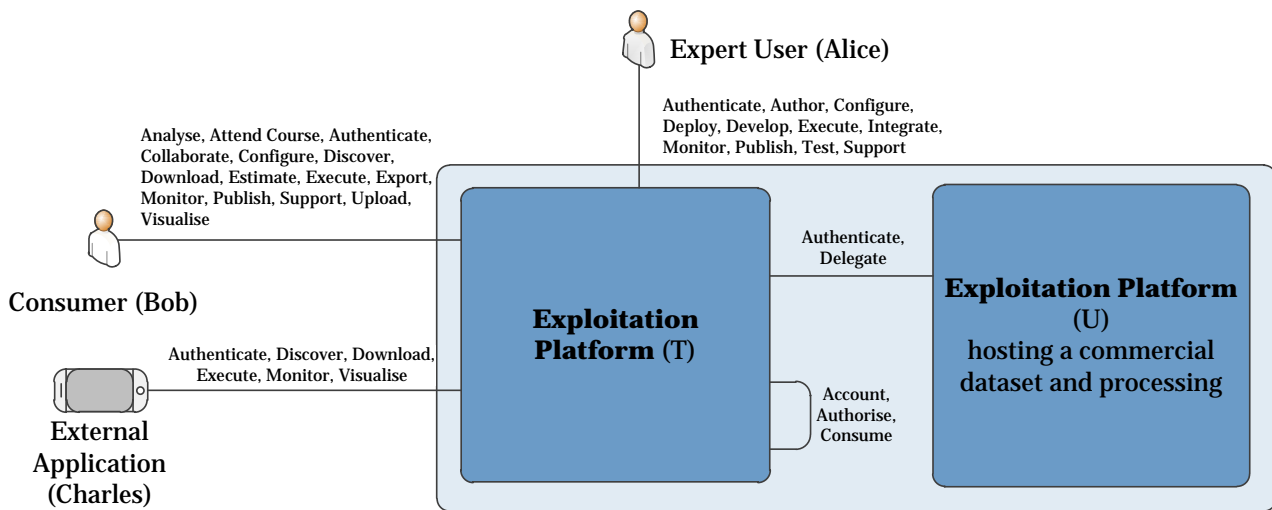 Expert User (Alice)
Authenticate, Author, Configure,
Deploy, Develop, Execute, Integrate,
Monitor, Publish, Test, Support
Analyse, Attend Course, Authenticate,
Collaborate, Configure, Discover,
Download, Estimate, Execute, Export,
Monitor, Publish, Support, Upload,
Visualise
Consumer (Bob)
Authenticate, Discover, Download,
Execute, Monitor, Visualise
External
Application
(Charles)
Exploitation
Platform (T)
Authenticate,
Delegate
Account,
Authorise,
Consume
Exploitation Platform
(U)
hosting a commercial
dataset and processing